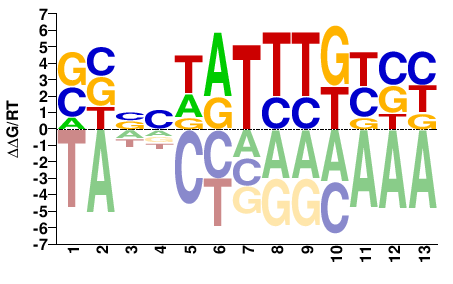 7
6
5
4
3
2
1
0
-1
-2
-3
-4
-5
-6
-7
ΔΔG/RT
G C T A T T T G T C C
C G C C A G C C T C G T
A T G C G T G
T A A T A C C A A A A A A A A
T C G G G C
1 2 3 4 5 6 7 8 9 10 11 12 13